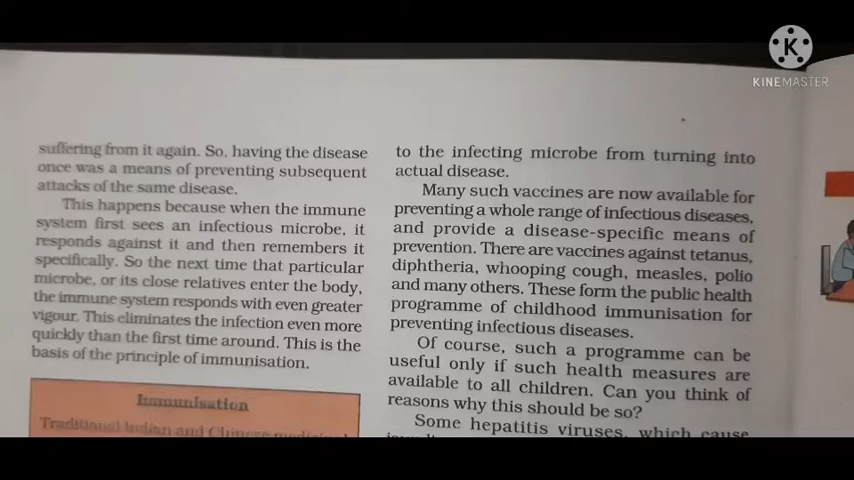 K
KINEMASTER
suffering from it again. So, having the disease
once was a means of preventing subsequent
attacks of the same disease.
This happens because when the immune
system first sees an infectious microbe, it
responds against it and then remembers it
specifically. So the next time that particular
microbe, or its close relatives enter the body,
the immune system responds with even greater
vigour. This eliminates the infection even more
quickly than the first time around. This is the
basis of the principle of immunisation.
Immunisation
Traditional Indian and Chinese medicinal
to the infecting microbe from turning into
actual disease.
Many such vaccines are now available for
preventing a whole range of infectious diseases,
and provide a disease-specific means of
prevention. There are vaccines against tetanus,
diphtheria, whooping cough, measles, polio
and many others. These form the public health
programme of childhood immunisation for
preventing infectious diseases.
Of course, such a programme can be
useful only if such health measures are
available to all children. Can you think of
reasons why this should be so?
Some hepatitis viruses, which cause